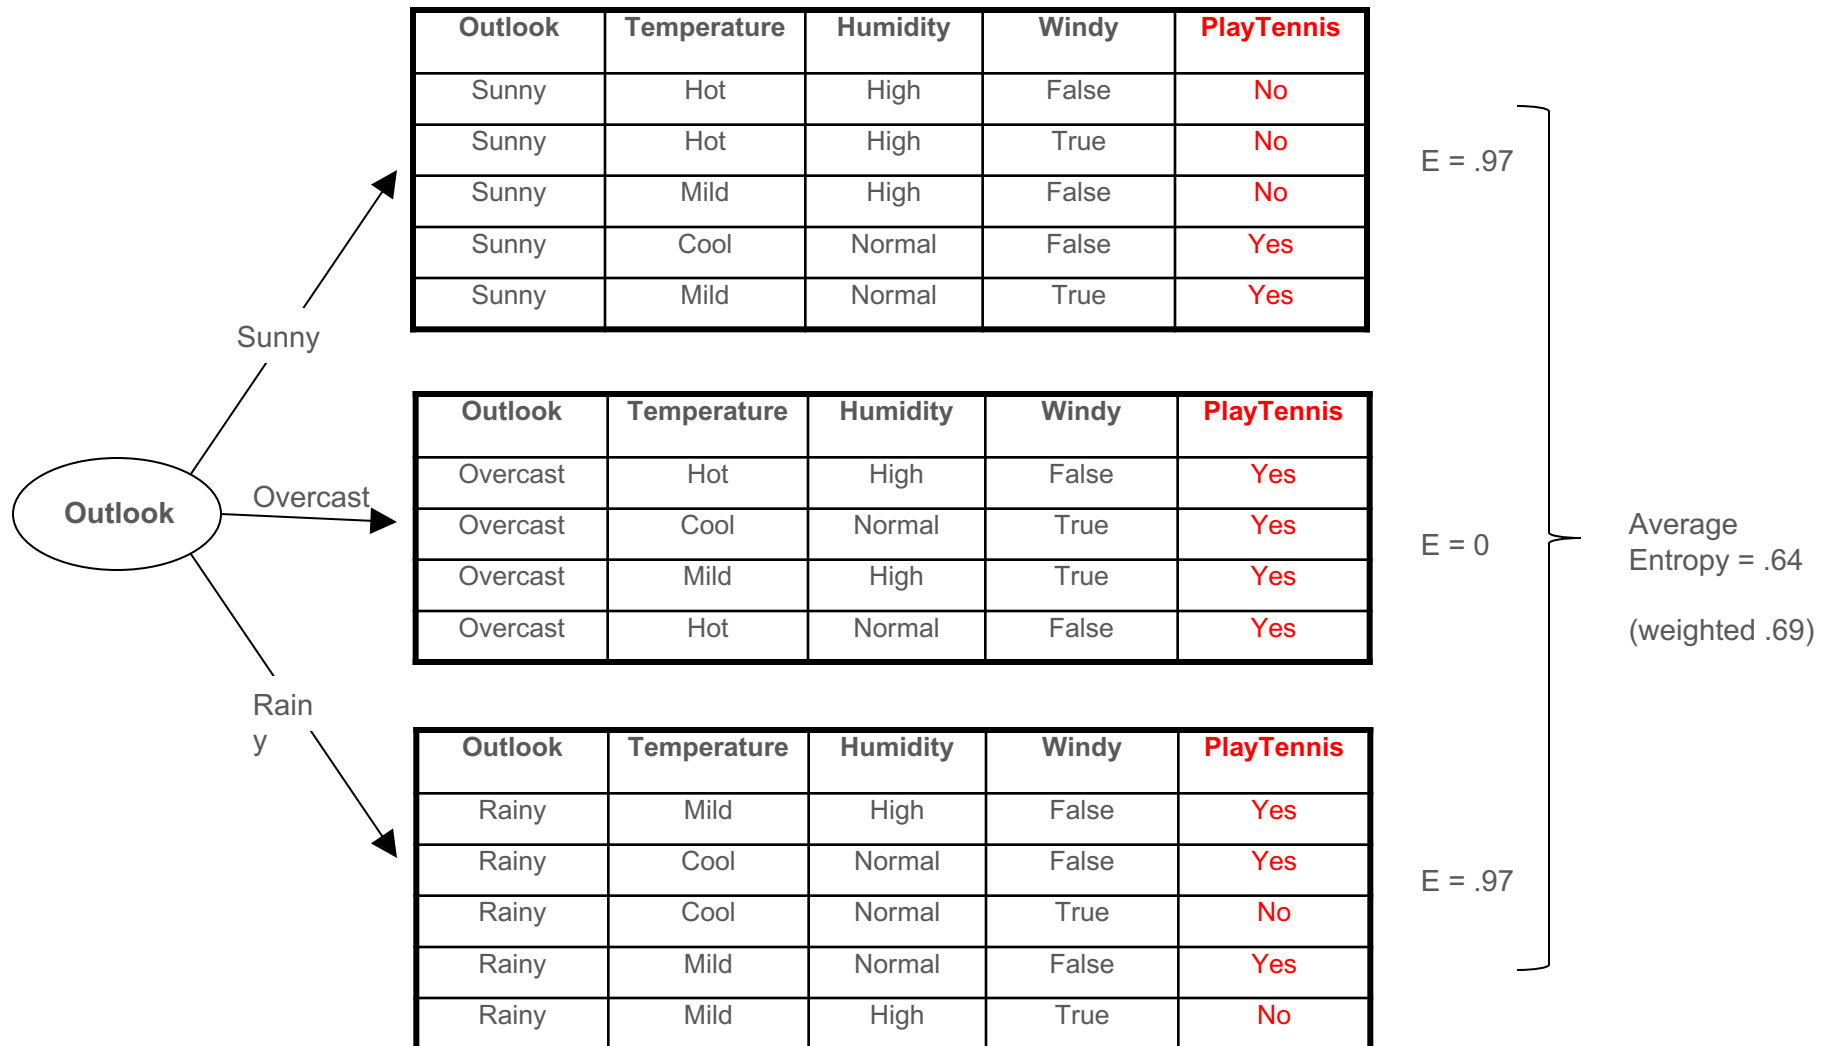 Outlook Temperature Humidity Windy PlayTennis
Sunny Hot High False No
Sunny Hot High True No
Sunny Mild High False No
Sunny Cool Normal False Yes
Sunny Mild Normal True Yes
E = .97
Sunny
Outlook Temperature Humidity Windy PlayTennis
Overcast Hot High False Yes
Overcast Cool Normal True Yes
Overcast Mild High True Yes
Overcast Hot Normal False Yes
Outlook
Overcast
E = 0
Average
Entropy = .64
(weighted .69)
Rain
y
Outlook Temperature Humidity Windy PlayTennis
Rainy Mild High False Yes
Rainy Cool Normal False Yes
Rainy Cool Normal True No
Rainy Mild Normal False Yes
Rainy Mild High True No
E = .97